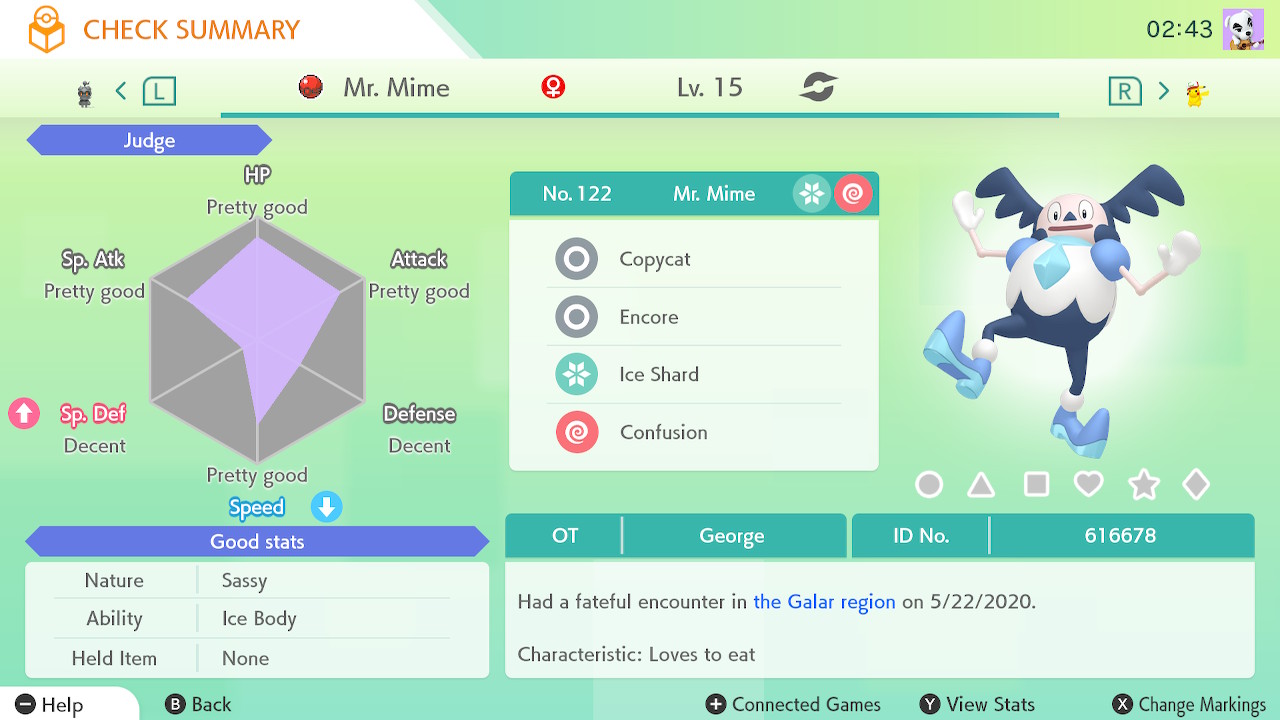 CHECK SUMMARY
02:43
L
Mr. Mime
Lv. 15
R
Judge
HP
Pretty good
Sp. Atk
Pretty good
Attack
Pretty good
Sp. Def
Decent
Defense
Decent
Pretty good
Speed
Good stats
Nature Sassy
Ability Ice Body
Held Item None
No. 122 Mr. Mime
Copycat
Encore
Ice Shard
Confusion
OT George ID No. 616678
Had a fateful encounter in the Galar region on 5/22/2020.
Characteristic: Loves to eat
Help B Back Connected Games Y View Stats X Change Markings